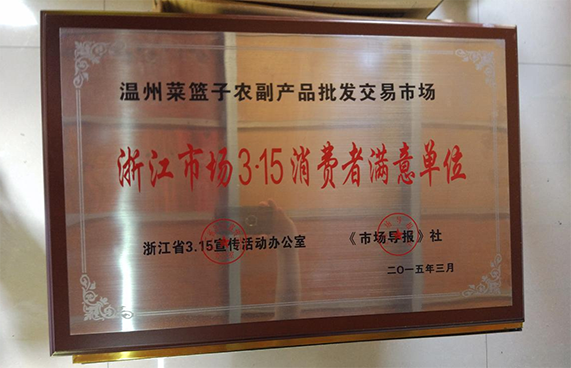 温州菜篮子农副产品批发交易市场
浙江市场3·15消费者满意单位
浙江省3.15宣传活动办公室 《市场导报》社
二〇一五年三月